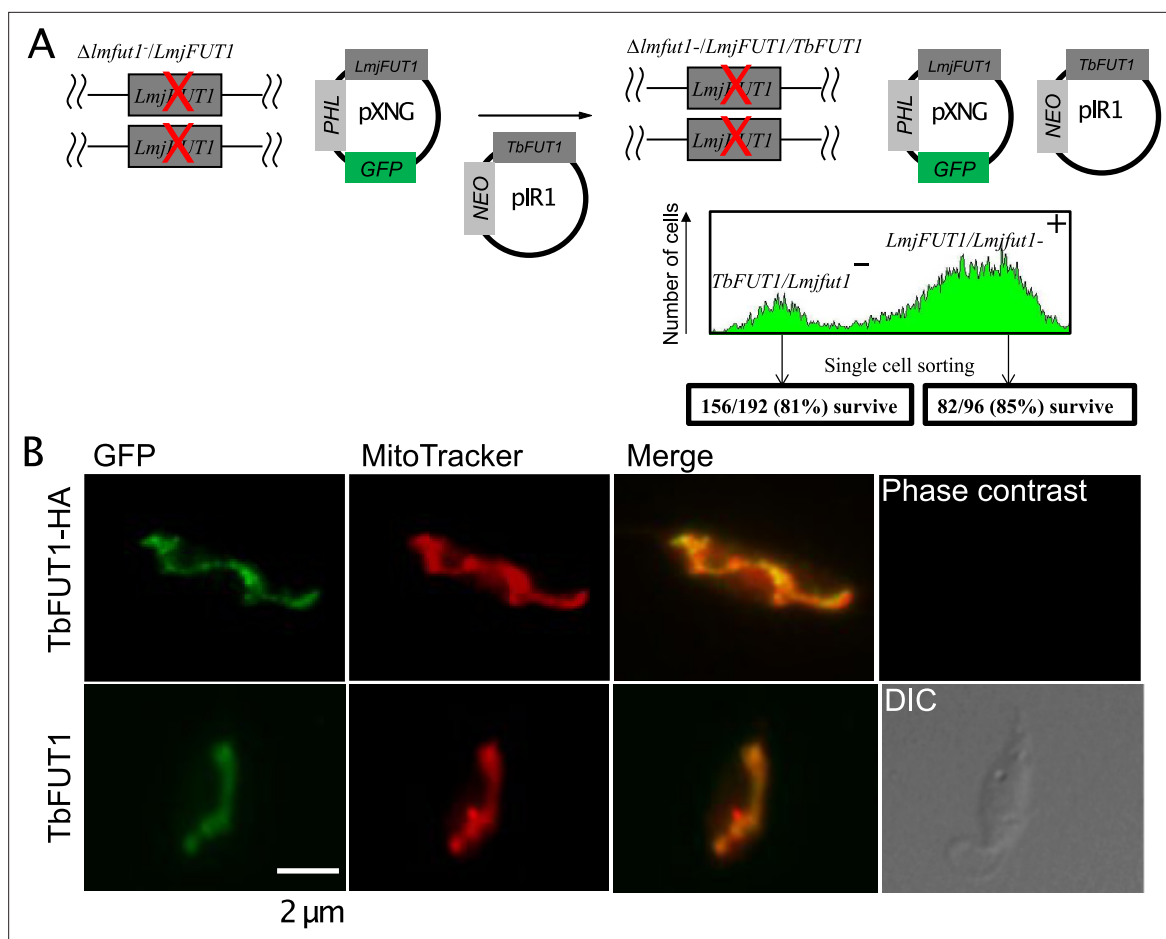 A
Δlmfut1-/LmjFUT1
LmjFUT1
LmjFUT1
LmjFUT1
PHL
pXNG
GFP
TbFUT1
NEO
pIR1
Δlmfut1-/LmjFUT1/TbFUT1
LmjFUT1
LmjFUT1
LmjFUT1
PHL
pXNG
GFP
TbFUT1
NEO
pIR1
Number of cells
TbFUT1/Lmjfut1
−
LmjFUT1/Lmjfut1-
+
Single cell sorting
156/192 (81%) survive
82/96 (85%) survive
B
GFP
MitoTracker
Merge
Phase contrast
TbFUT1-HA
TbFUT1
DIC
2 µm